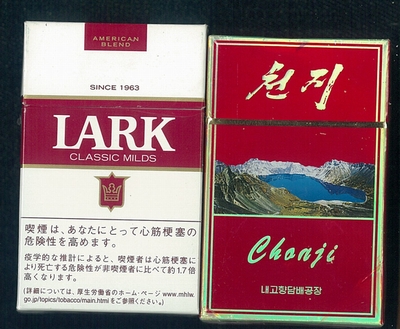 AMERICAN
BLEND
SINCE 1963
LARK
CLASSIC MILDS
喫煙は、あなたにとって心筋梗塞の
危険性を高めます。
疫学的な推計によると、喫煙者は心筋梗塞に
より死亡する危険性が非喫煙者に比べて約1.7倍
高くなります。
(詳細については、厚生労働省のホーム・ページ www.mhlw.
go.jp/topics/tobacco/main.html をご参照ください。)
천지
Chonji
내고향담배공장